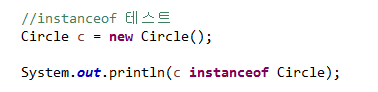 //instanceof 테스트
Circle c = new Circle();
System.out.println(c instanceof Circle);